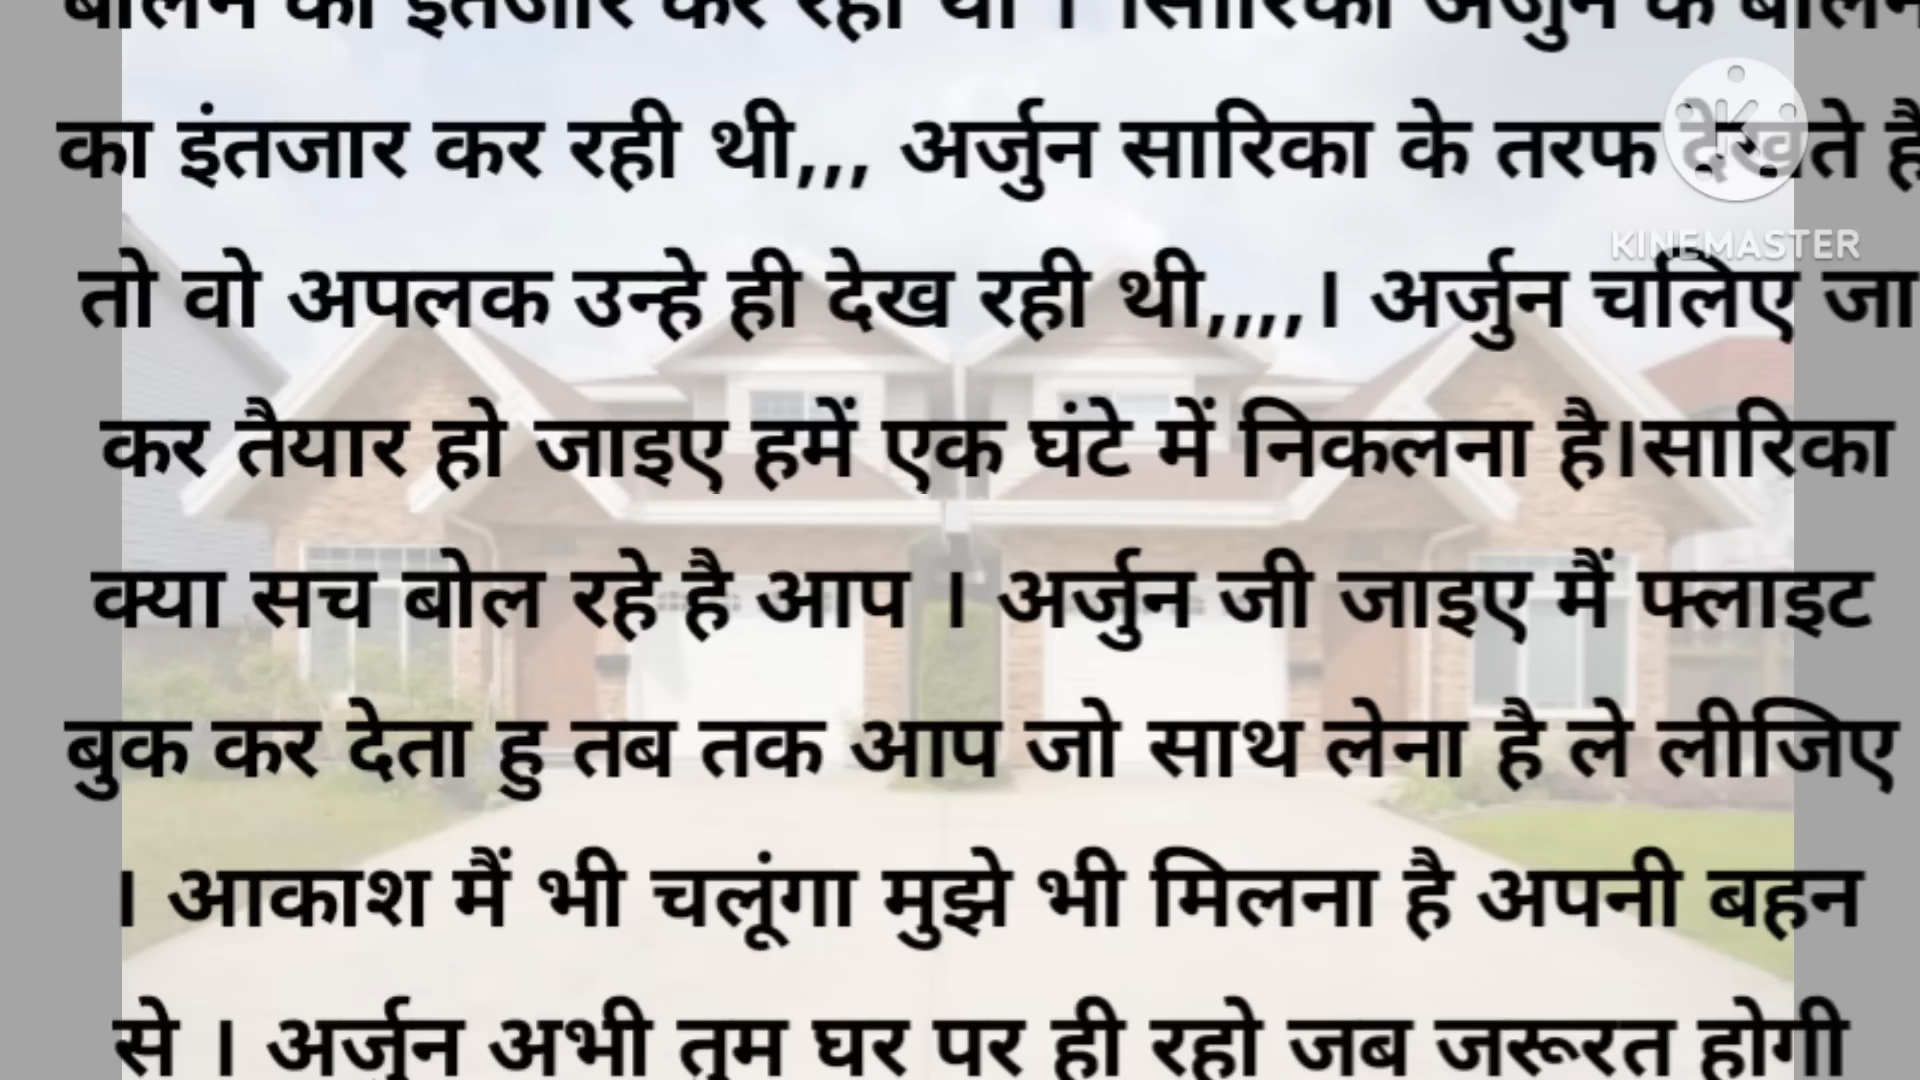 बोलने का इंतजार कर रही थी । सारिका अर्जुन के बोलने
का इंतजार कर रही थी,,, अर्जुन सारिका के तरफ देखते है
तो वो अपलक उन्हे ही देख रही थी,,,,। अर्जुन चलिए जा
कर तैयार हो जाइए हमें एक घंटे में निकलना है।सारिका
क्या सच बोल रहे है आप । अर्जुन जी जाइए मैं फ्लाइट
बुक कर देता हु तब तक आप जो साथ लेना है ले लीजिए
। आकाश मैं भी चलूंगा मुझे भी मिलना है अपनी बहन
से । अर्जुन अभी तुम घर पर ही रहो जब जरूरत होगी
KINEMASTER